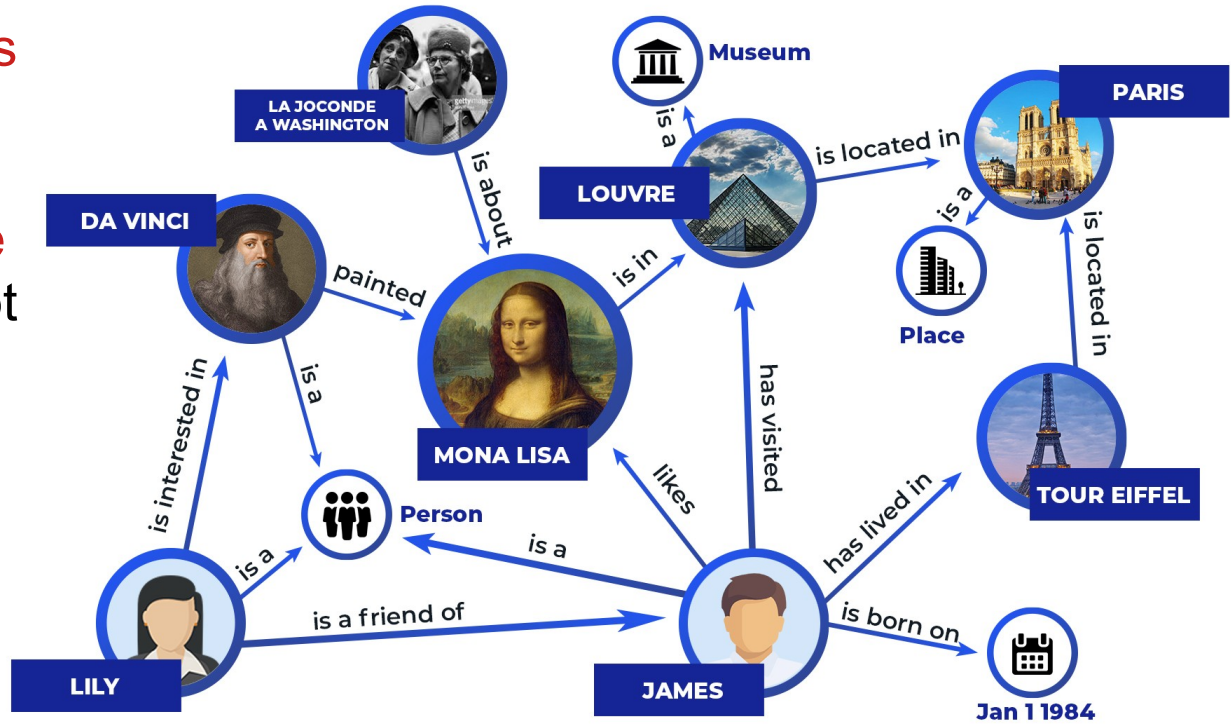 s
e
ot
LA JOCONDE
A WASHINGTON
gettyimages
Museum
is a
PARIS
is located in
LOUVRE
is about
DA VINCI
is a
painted
is in
is located in
Place
is a
is interested in
has visited
MONA LISA
likes
TOUR EIFFEL
has lived in
Person
is a
is a
is a friend of
is born on
LILY
JAMES
Jan 1 1984